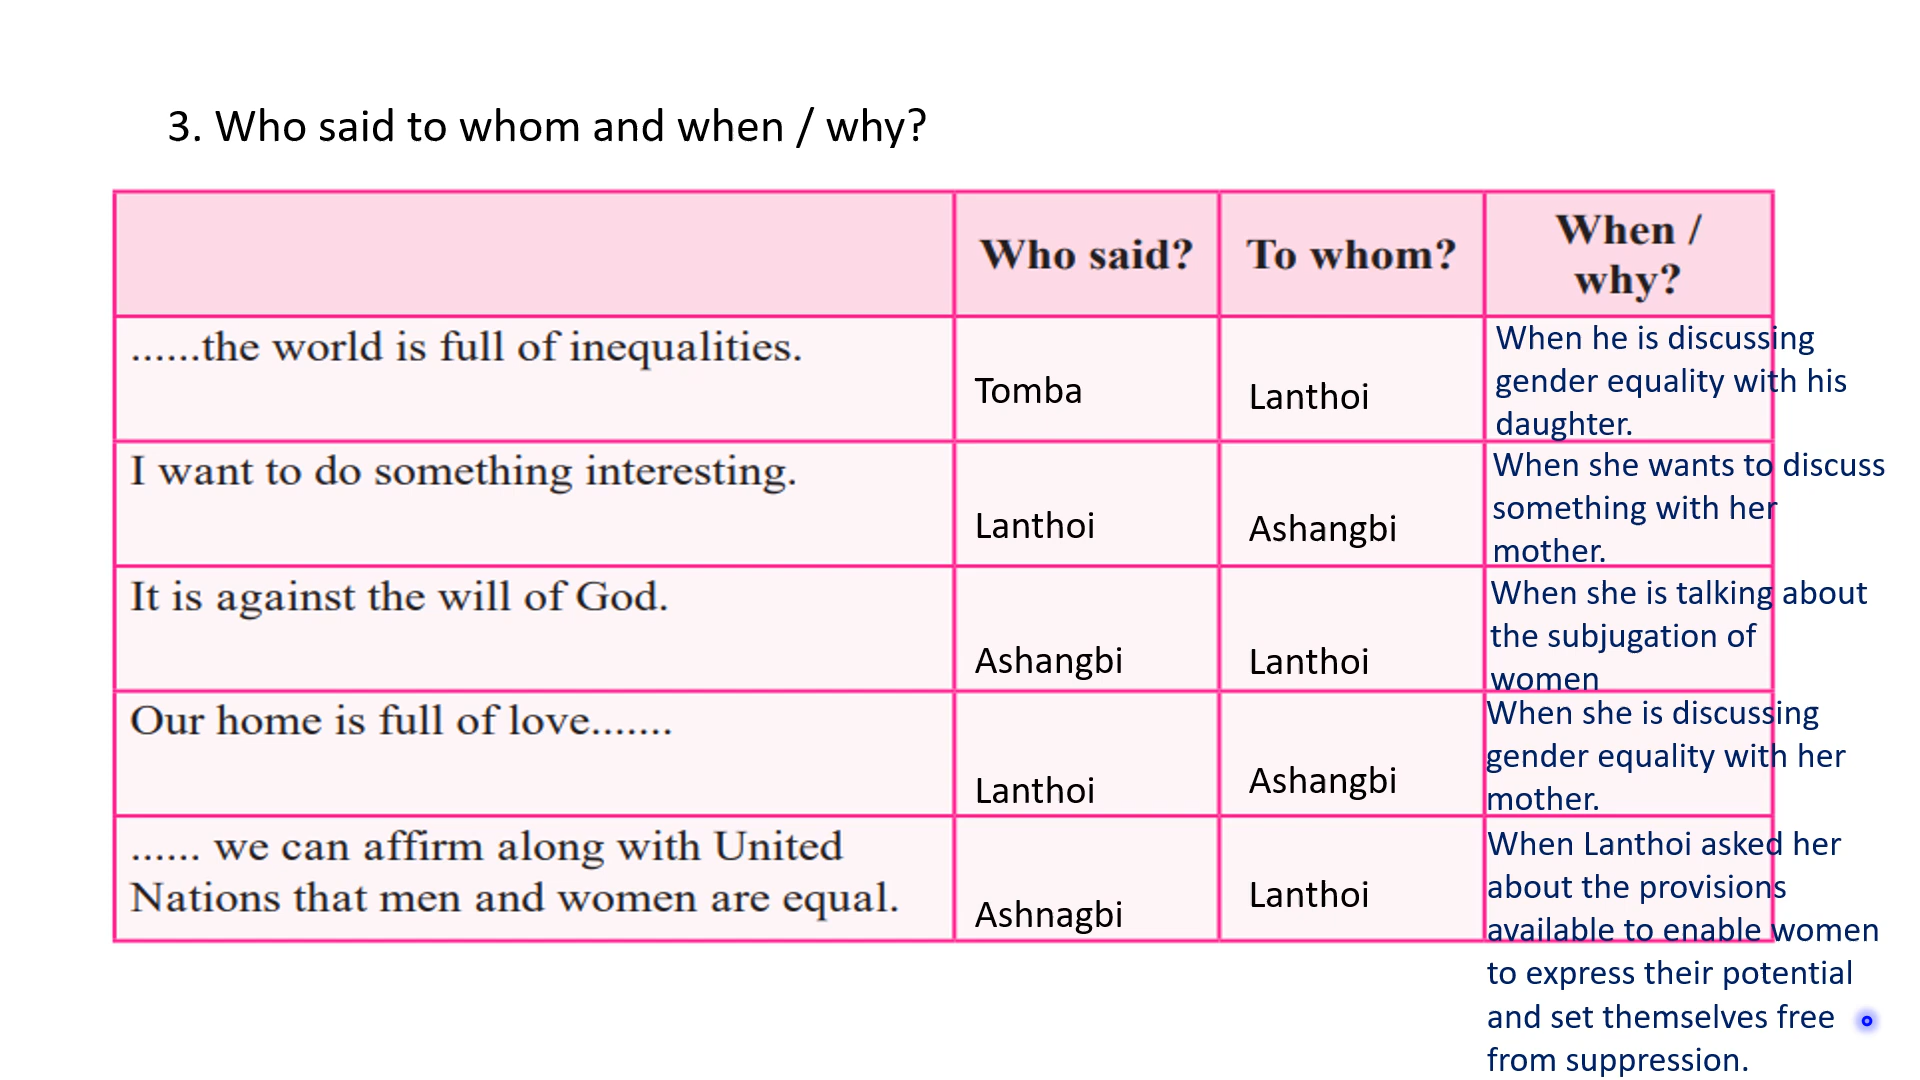 3. Who said to whom and when / why?
Who said?
To whom?
When /
why?
......the world is full of inequalities.
Tomba
Lanthoi
When he is discussing
gender equality with his
daughter.
I want to do something interesting.
Lanthoi
Ashangbi
When she wants to discuss
something with her
mother.
It is against the will of God.
Ashangbi
Lanthoi
When she is talking about
the subjugation of
women
Our home is full of love.......
Lanthoi
Ashangbi
When she is discussing
gender equality with her
mother.
...... we can affirm along with United
Nations that men and women are equal.
Ashnagbi
Lanthoi
When Lanthoi asked her
about the provisions
available to enable women
to express their potential
and set themselves free
from suppression.